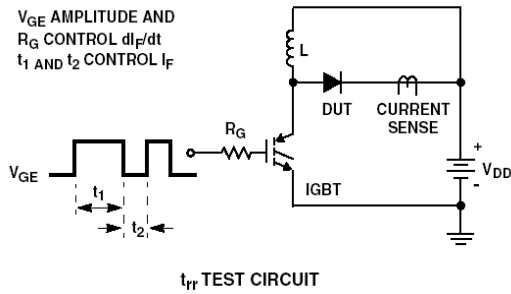 V_GE AMPLITUDE AND
R_G CONTROL dI_F/dt
t_1 AND t_2 CONTROL I_F
L
DUT
CURRENT
SENSE
R_G
V_GE
t_1
t_2
IGBT
+
V_DD
-
t_rr TEST CIRCUIT